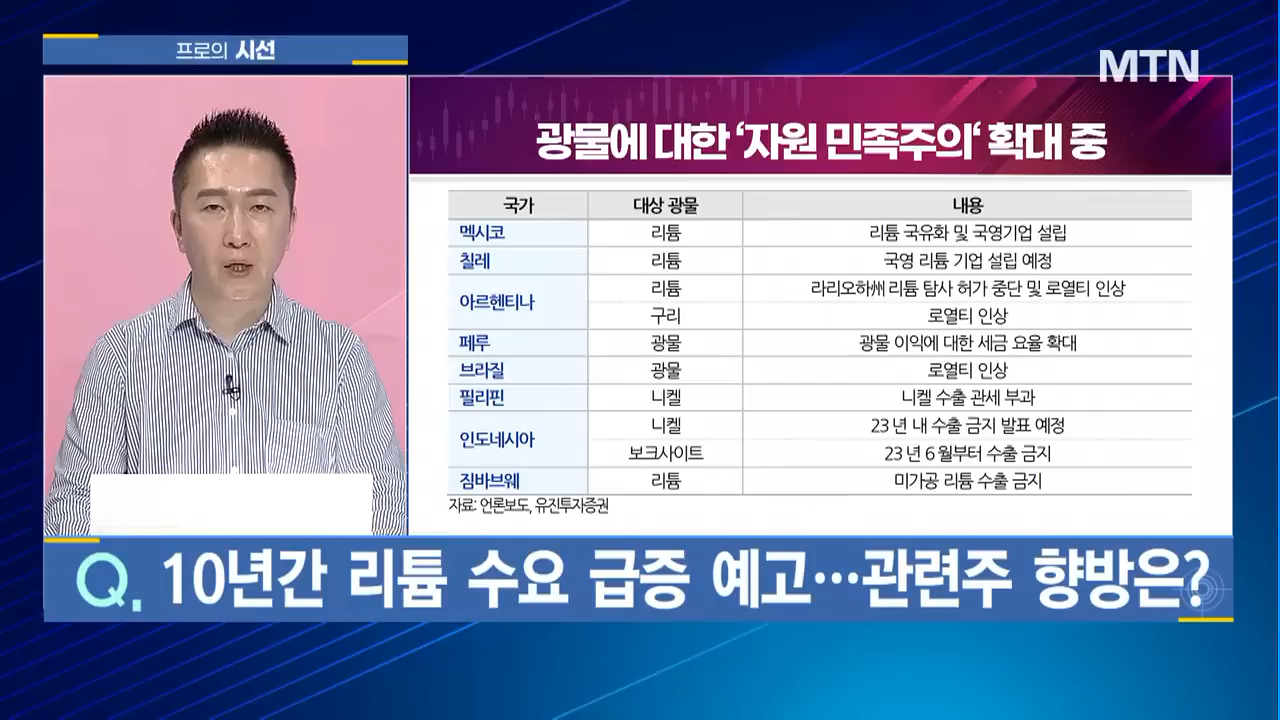 프로의 시선
MTN
광물에 대한 ‘자원 민족주의‘ 확대 중
국가 대상 광물 내용
멕시코 리튬 리튬 국유화 및 국영기업 설립
칠레 리튬 국영 리튬 기업 설립 예정
아르헨티나 리튬 라리오하州 리튬 탐사 허가 중단 및 로열티 인상
구리 로열티 인상
페루 광물 광물 이익에 대한 세금 요율 확대
브라질 광물 로열티 인상
필리핀 니켈 니켈 수출 관세 부과
인도네시아 니켈 23년 내 수출 금지 발표 예정
보크사이트 23년 6월부터 수출 금지
짐바브웨 리튬 미가공 리튬 수출 금지
자료: 언론보도, 유진투자증권
Q. 10년간 리튬 수요 급증 예고…관련주 향방은?